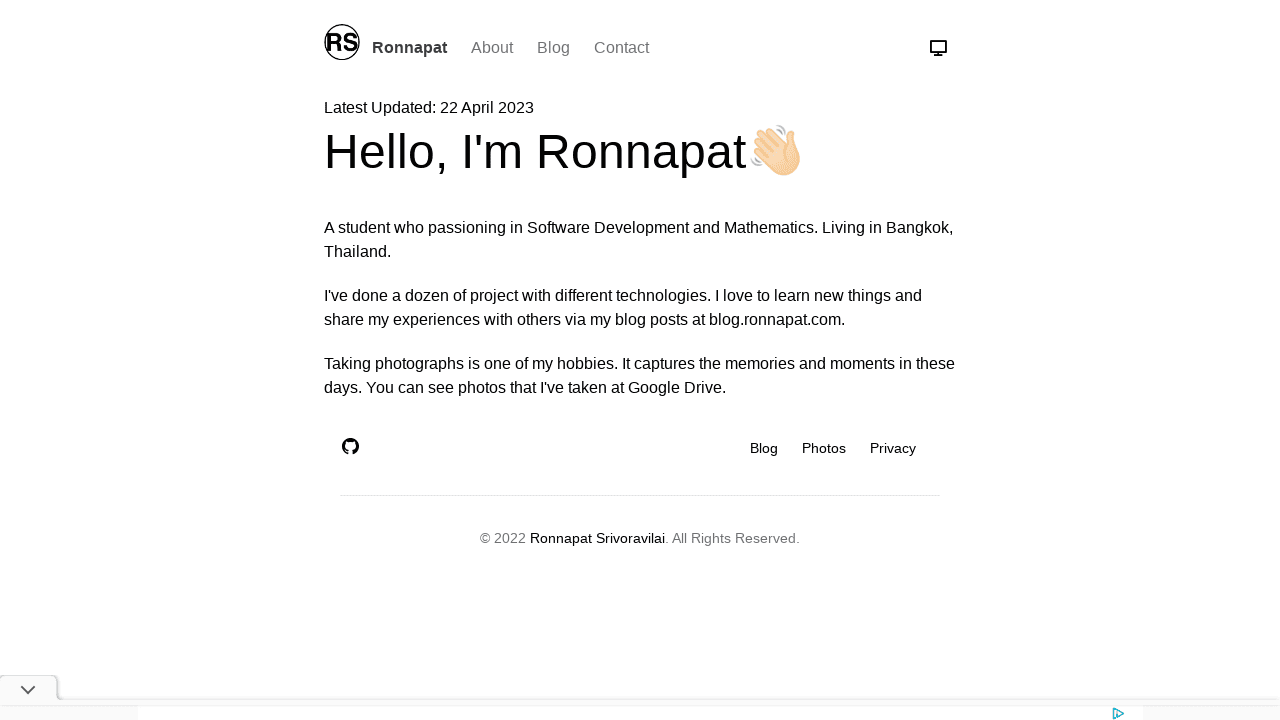 RS Ronnapat About Blog Contact
Latest Updated: 22 April 2023
Hello, I'm Ronnapat👋🏻
A student who passioning in Software Development and Mathematics. Living in Bangkok,
Thailand.
I've done a dozen of project with different technologies. I love to learn new things and
share my experiences with others via my blog posts at blog.ronnapat.com.
Taking photographs is one of my hobbies. It captures the memories and moments in these
days. You can see photos that I've taken at Google Drive.
Blog Photos Privacy
© 2022 Ronnapat Srivoravilai. All Rights Reserved.